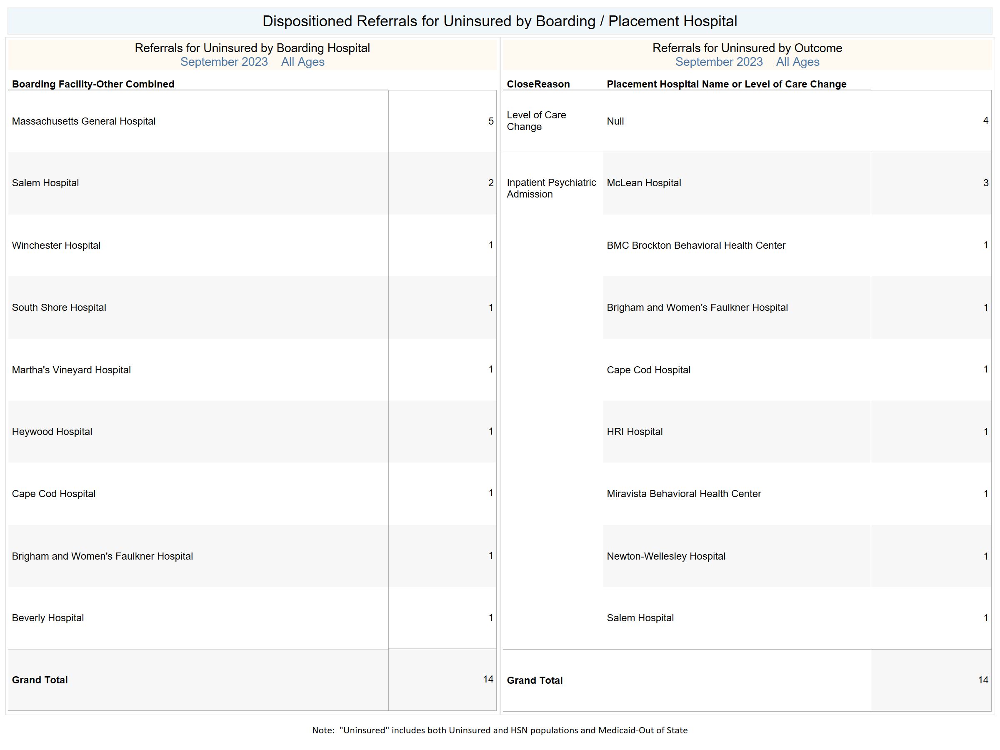 Dispositioned Referrals for Uninsured by Boarding / Placement Hospital
Referrals for Uninsured by Boarding Hospital
September 2023 All Ages
Boarding Facility-Other Combined
Massachusetts General Hospital 5
Salem Hospital 2
Winchester Hospital 1
South Shore Hospital 1
Martha's Vineyard Hospital 1
Heywood Hospital 1
Cape Cod Hospital 1
Brigham and Women's Faulkner Hospital 1
Beverly Hospital 1
Grand Total 14
Referrals for Uninsured by Outcome
September 2023 All Ages
CloseReason Placement Hospital Name or Level of Care Change
Level of Care
Change
Null 4
Inpatient Psychiatric
Admission
McLean Hospital 3
BMC Brockton Behavioral Health Center 1
Brigham and Women's Faulkner Hospital 1
Cape Cod Hospital 1
HRI Hospital 1
Miravista Behavioral Health Center 1
Newton-Wellesley Hospital 1
Salem Hospital 1
Grand Total 14
Note: "Uninsured" includes both Uninsured and HSN populations and Medicaid-Out of State